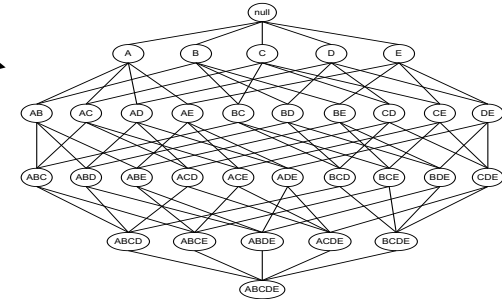 null
A B C D E
AB AC AD AE BC BD BE CD CE DE
ABC ABD ABE ACD ACE ADE BCD BCE BDE CDE
ABCD ABCE ABDE ACDE BCDE
ABCDE